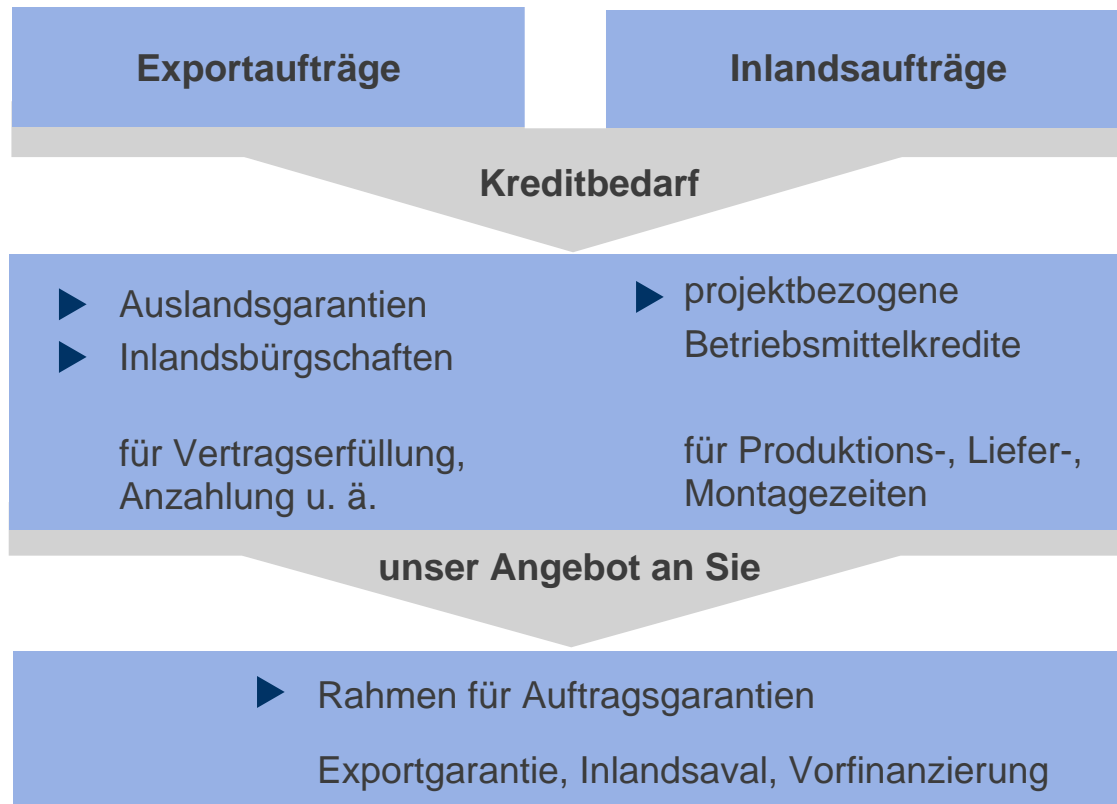 Exportaufträge
Inlandsaufträge
Kreditbedarf
Auslandsgarantien
Inlandsbürgschaften
für Vertragserfüllung,
Anzahlung u. ä.
projektbezogene
Betriebsmittelkredite
für Produktions-, Liefer-,
Montagezeiten
unser Angebot an Sie
Rahmen für Auftragsgarantien
Exportgarantie, Inlandsaval, Vorfinanzierung